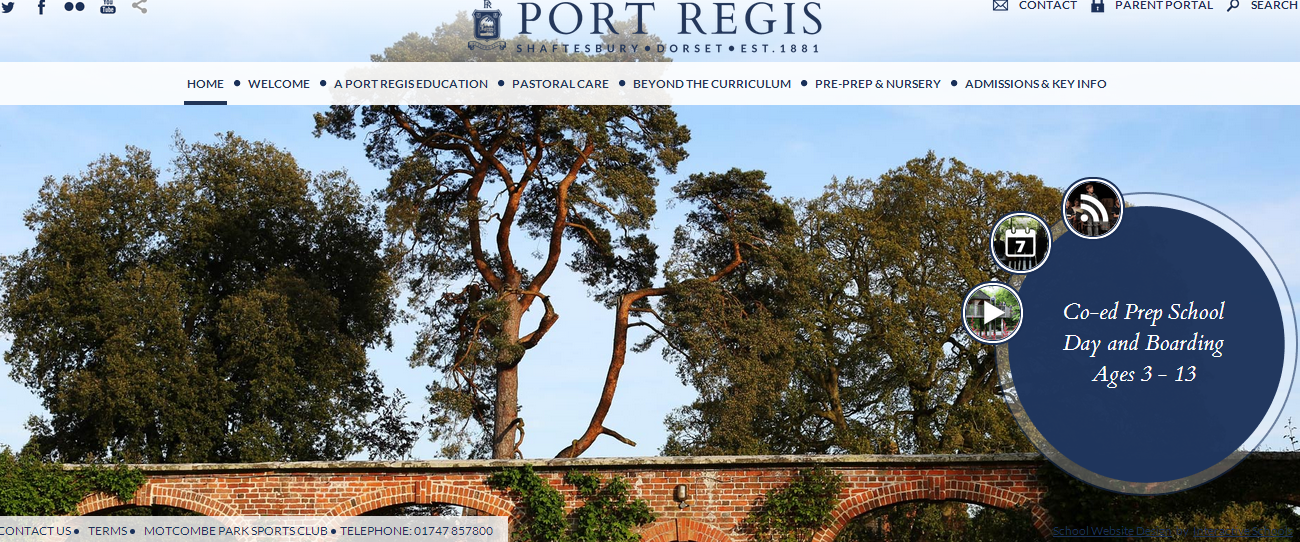 CONTACT
PARENT PORTAL
SEARCH
PORT REGIS
SHAFTESBURY • DORSET • EST. 1881
HOME • WELCOME • A PORT REGIS EDUCATION • PASTORAL CARE • BEYOND THE CURRICULUM • PRE-PREP & NURSERY • ADMISSIONS & KEY INFO
7
Co-ed Prep School
Day and Boarding
Ages 3 - 13
CONTACT US • TERMS • MOTCOMBE PARK SPORTS CLUB • TELEPHONE: 01747 857800
School Website